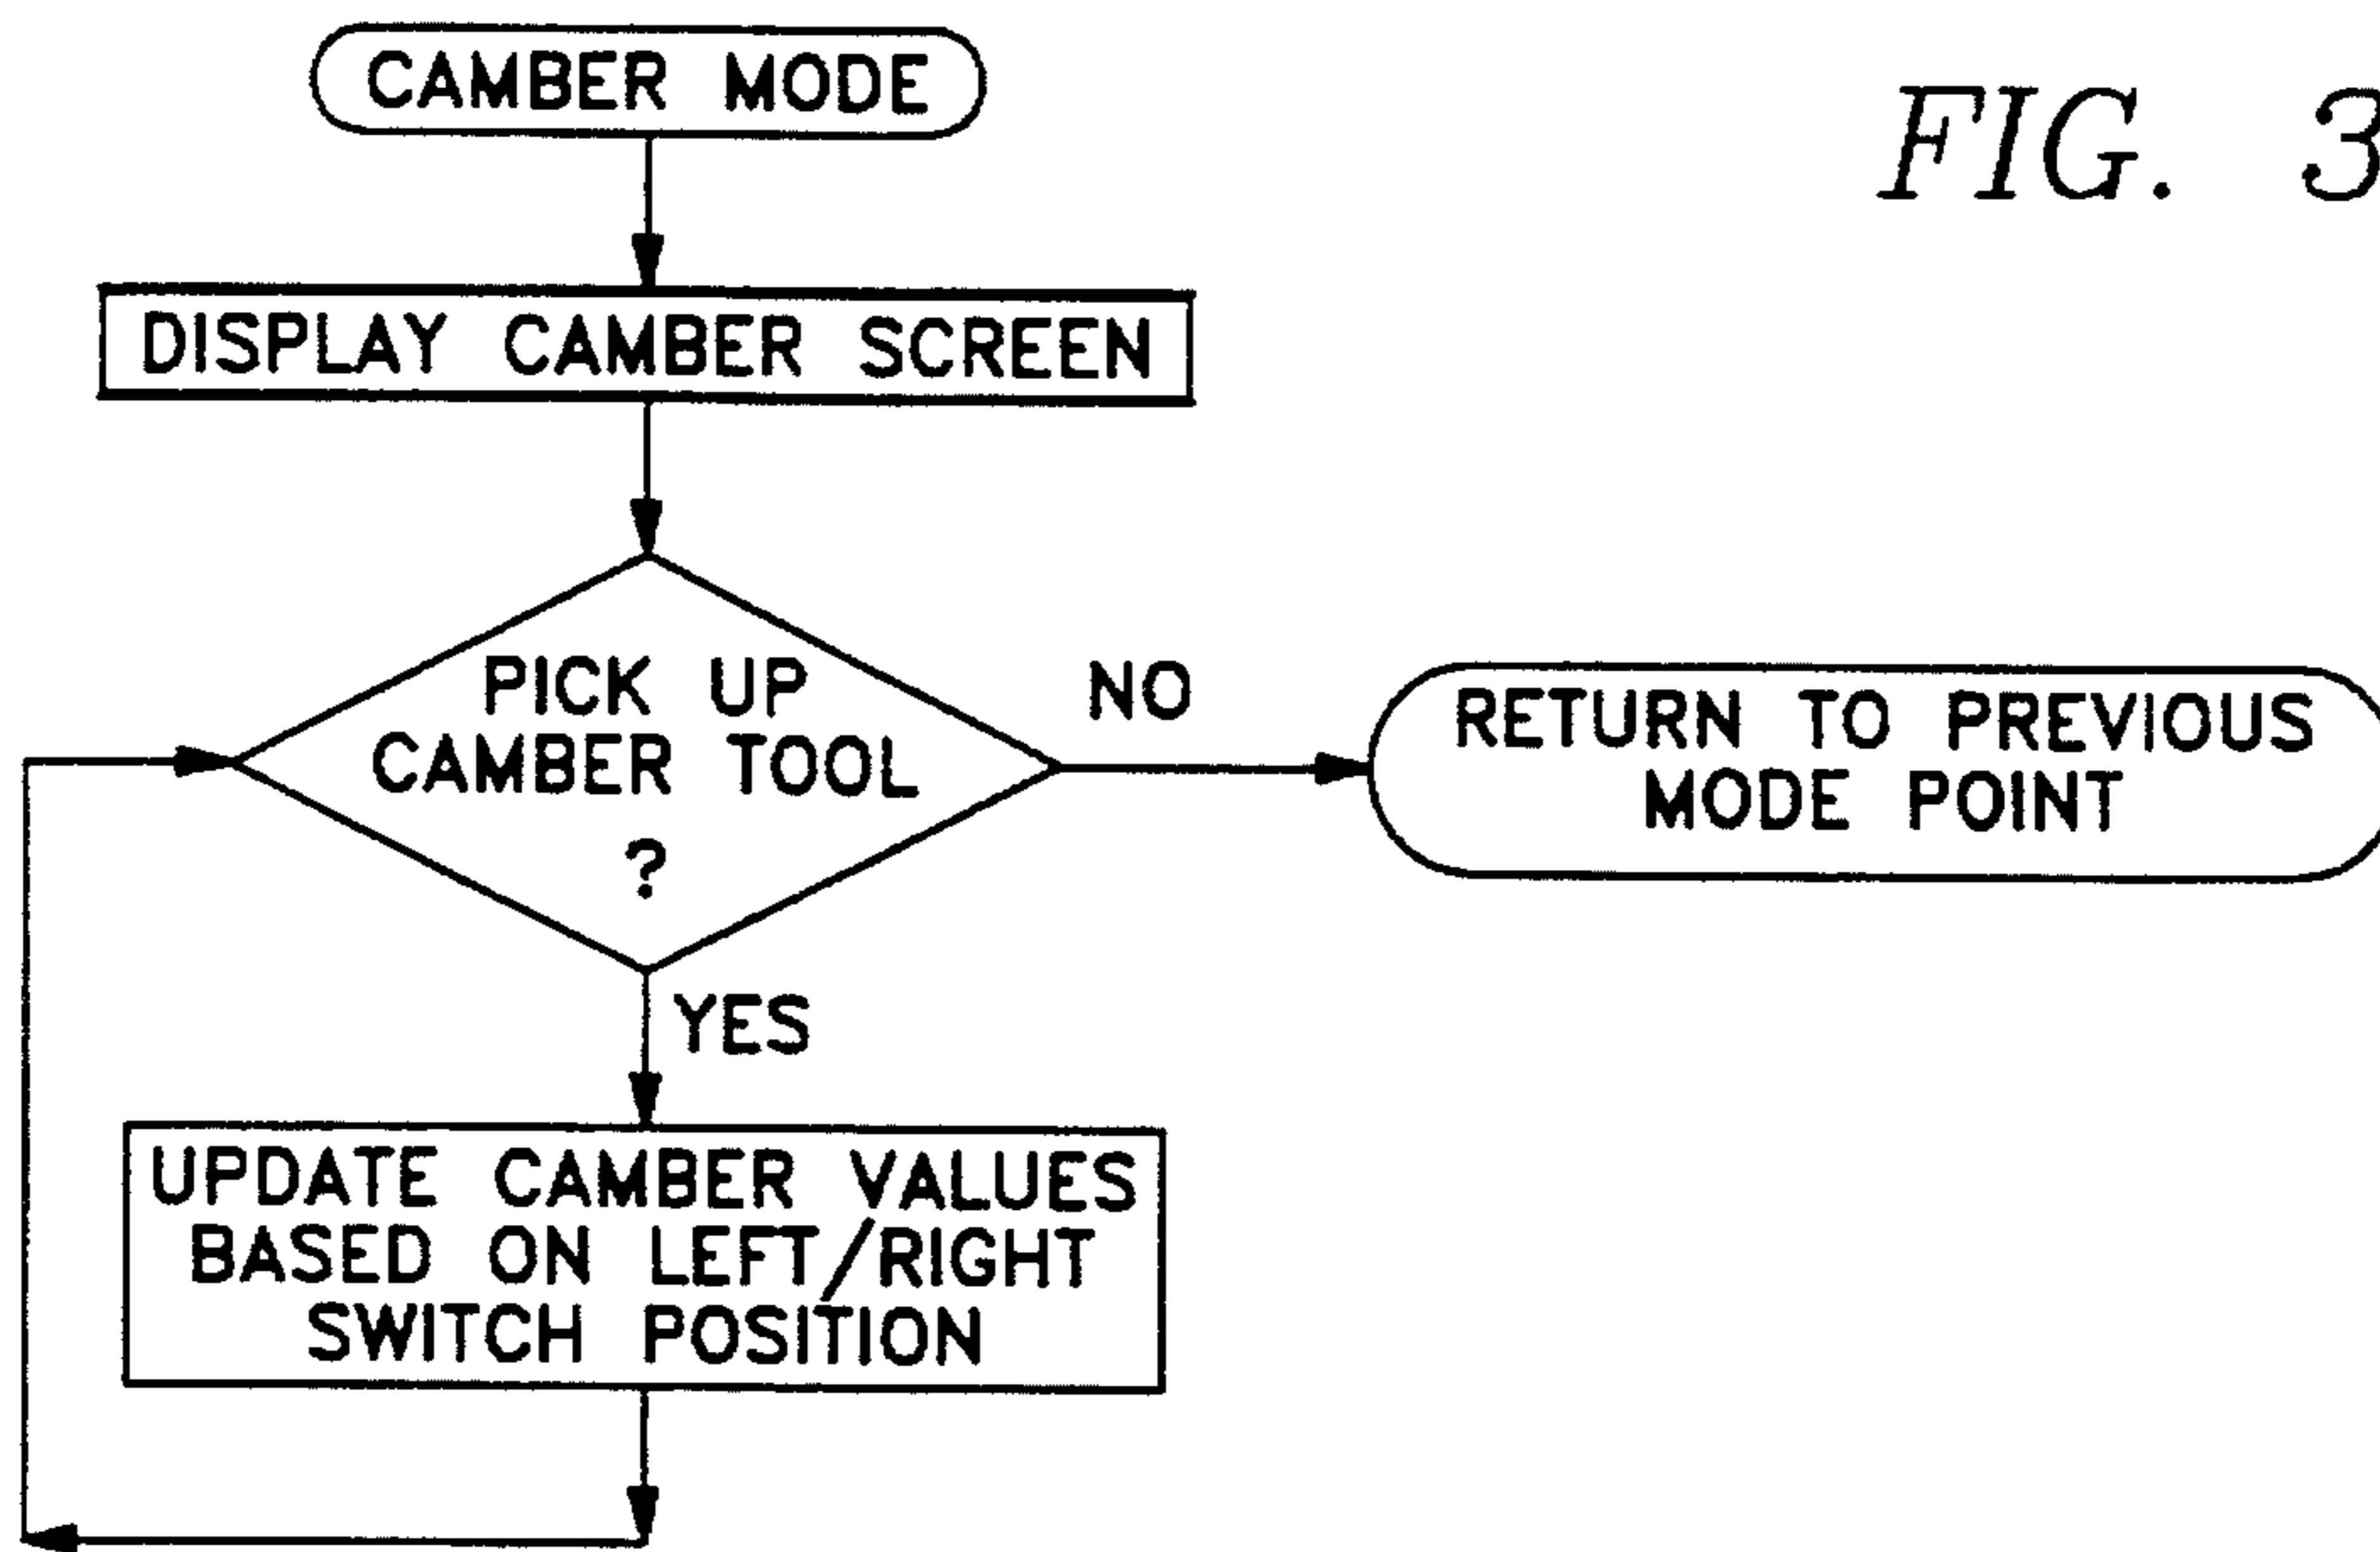 CAMBER MODE
FIG. 3
DISPLAY CAMBER SCREEN
PICK UP
CAMBER TOOL
?
NO
RETURN TO PREVIOUS
MODE POINT
YES
UPDATE CAMBER VALUES
BASED ON LEFT/RIGHT
SWITCH POSITION